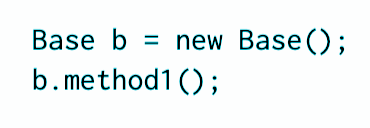 Base b = new Base();
b.method1();